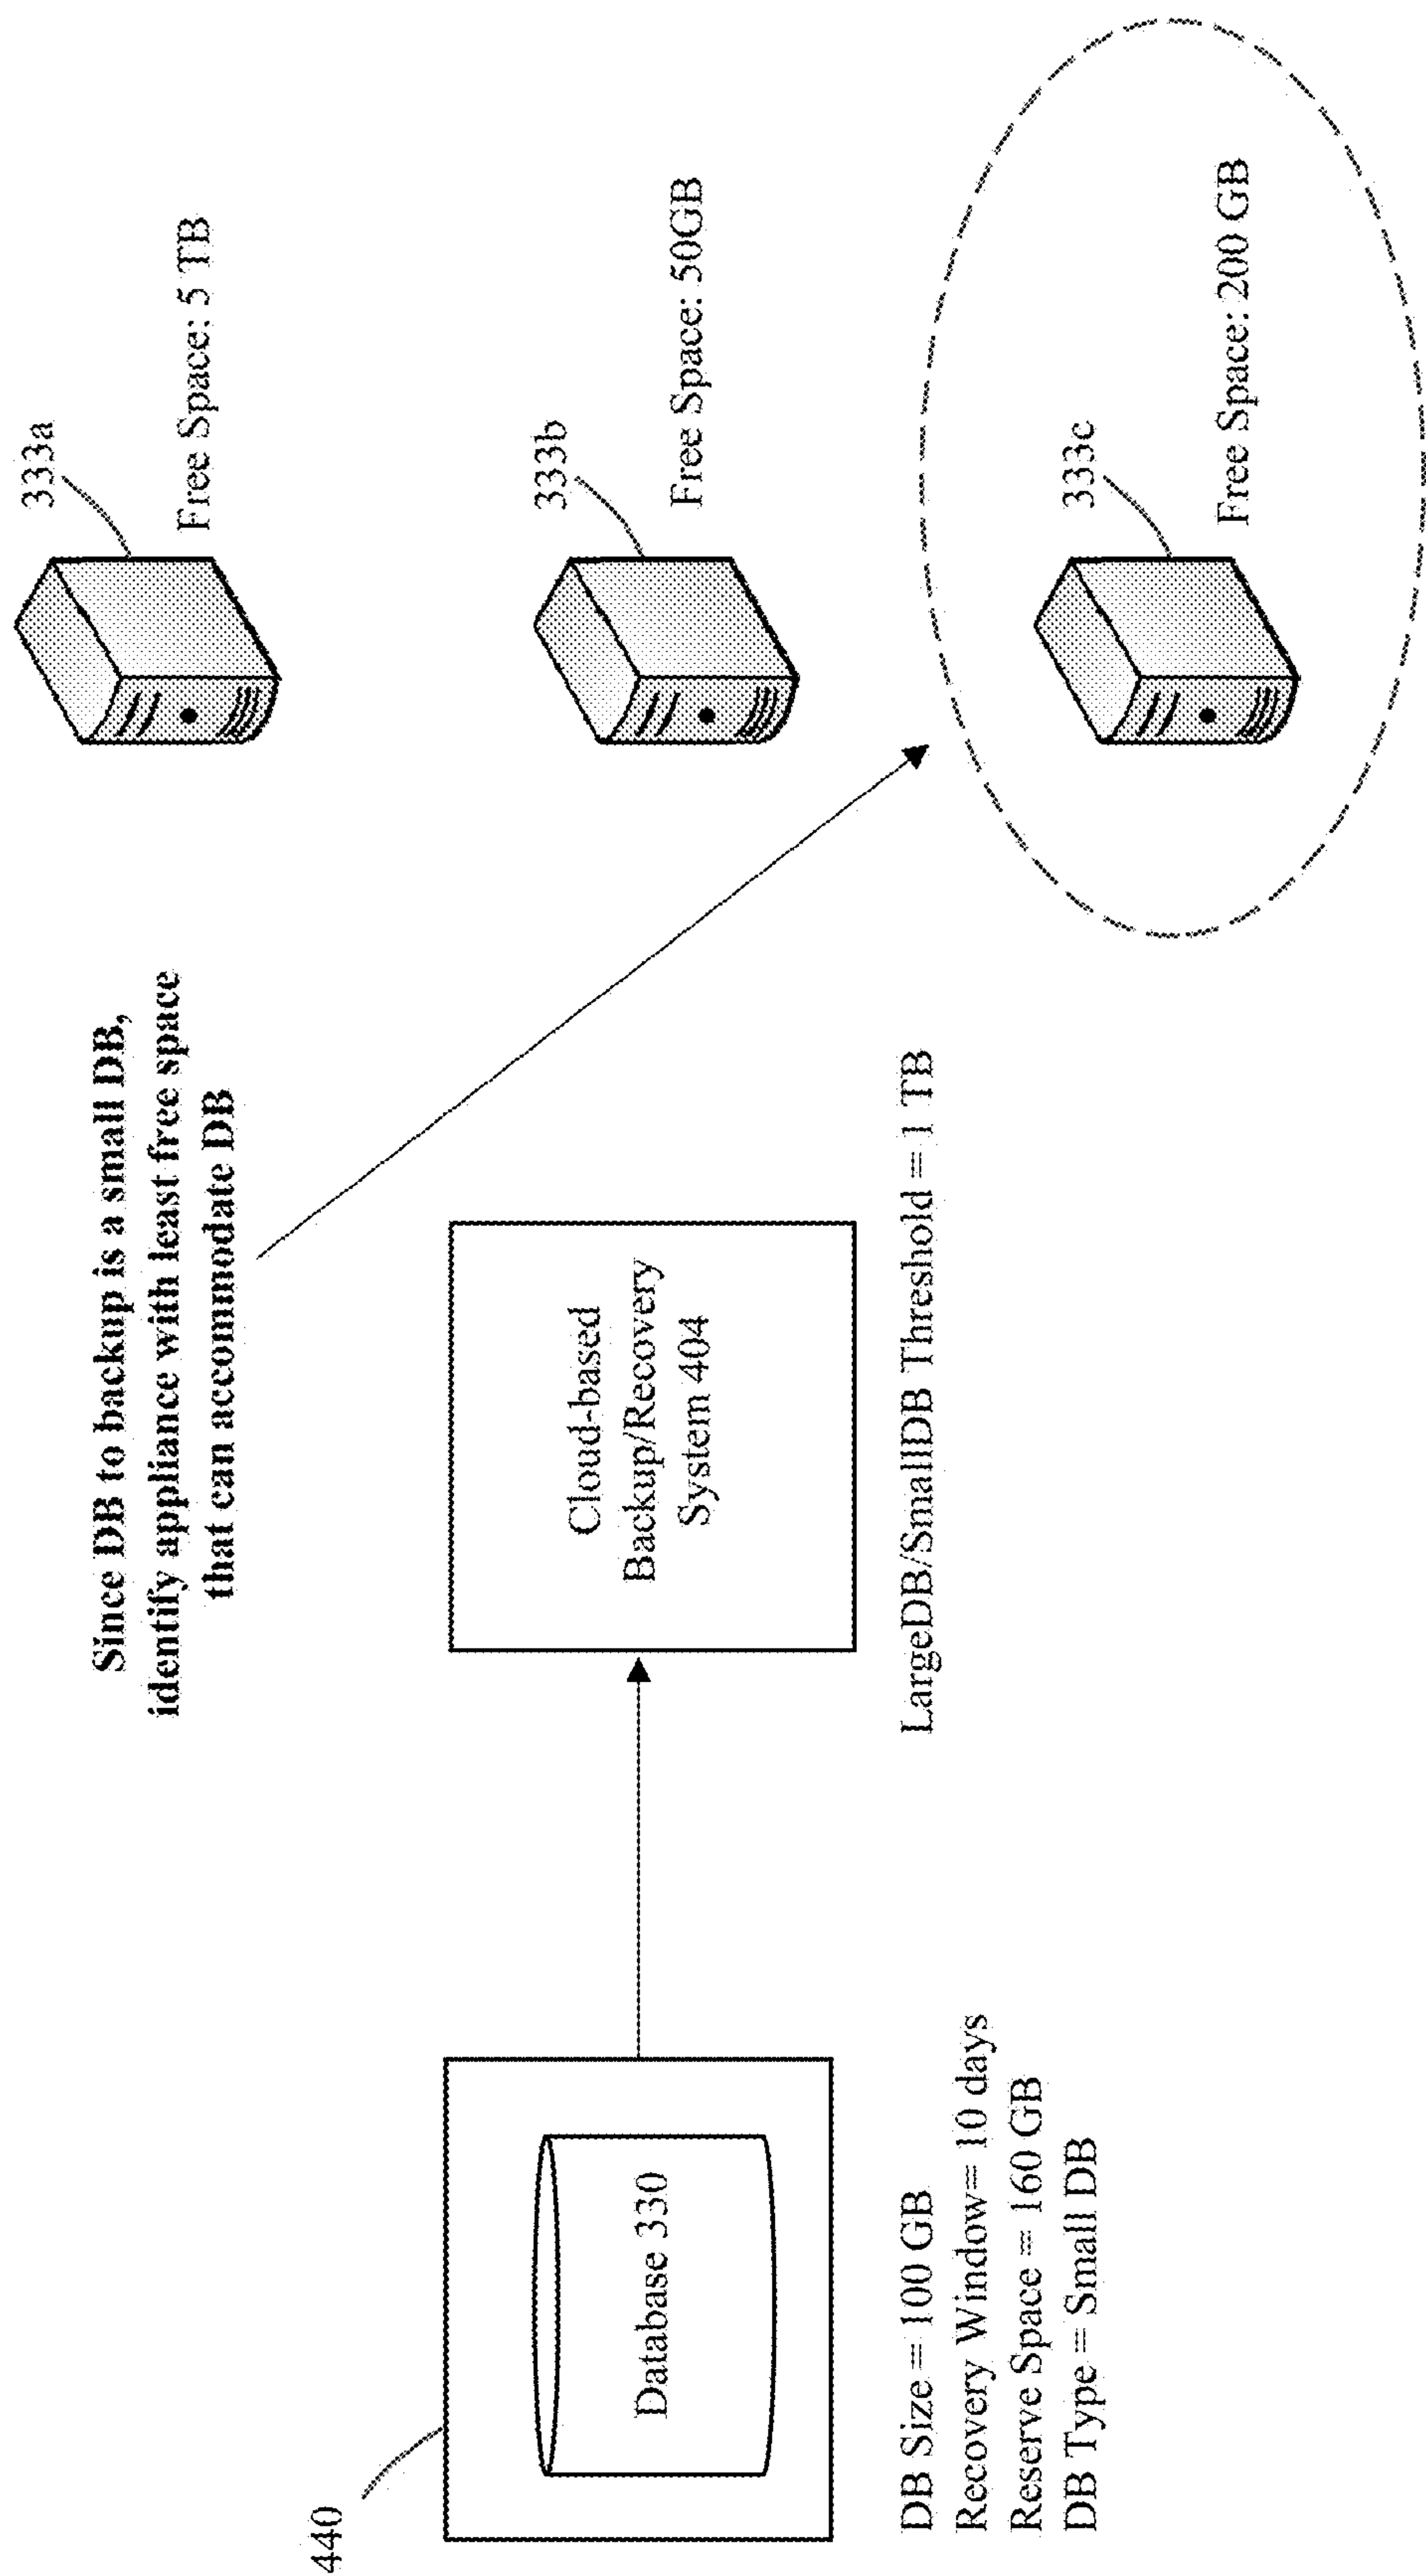 Since DB to backup is a small DB,
identify appliance with least free space
that can accommodate DB
333a
Free Space: 5 TB
440
Database 330
Cloud-based
Backup/Recovery
System 404
333b
Free Space: 50GB
DB Size = 100 GB
Recovery Window= 10 days
Reserve Space = 160 GB
DB Type = Small DB
LargeDB/SmallDB Threshold = 1 TB
333c
Free Space: 200 GB